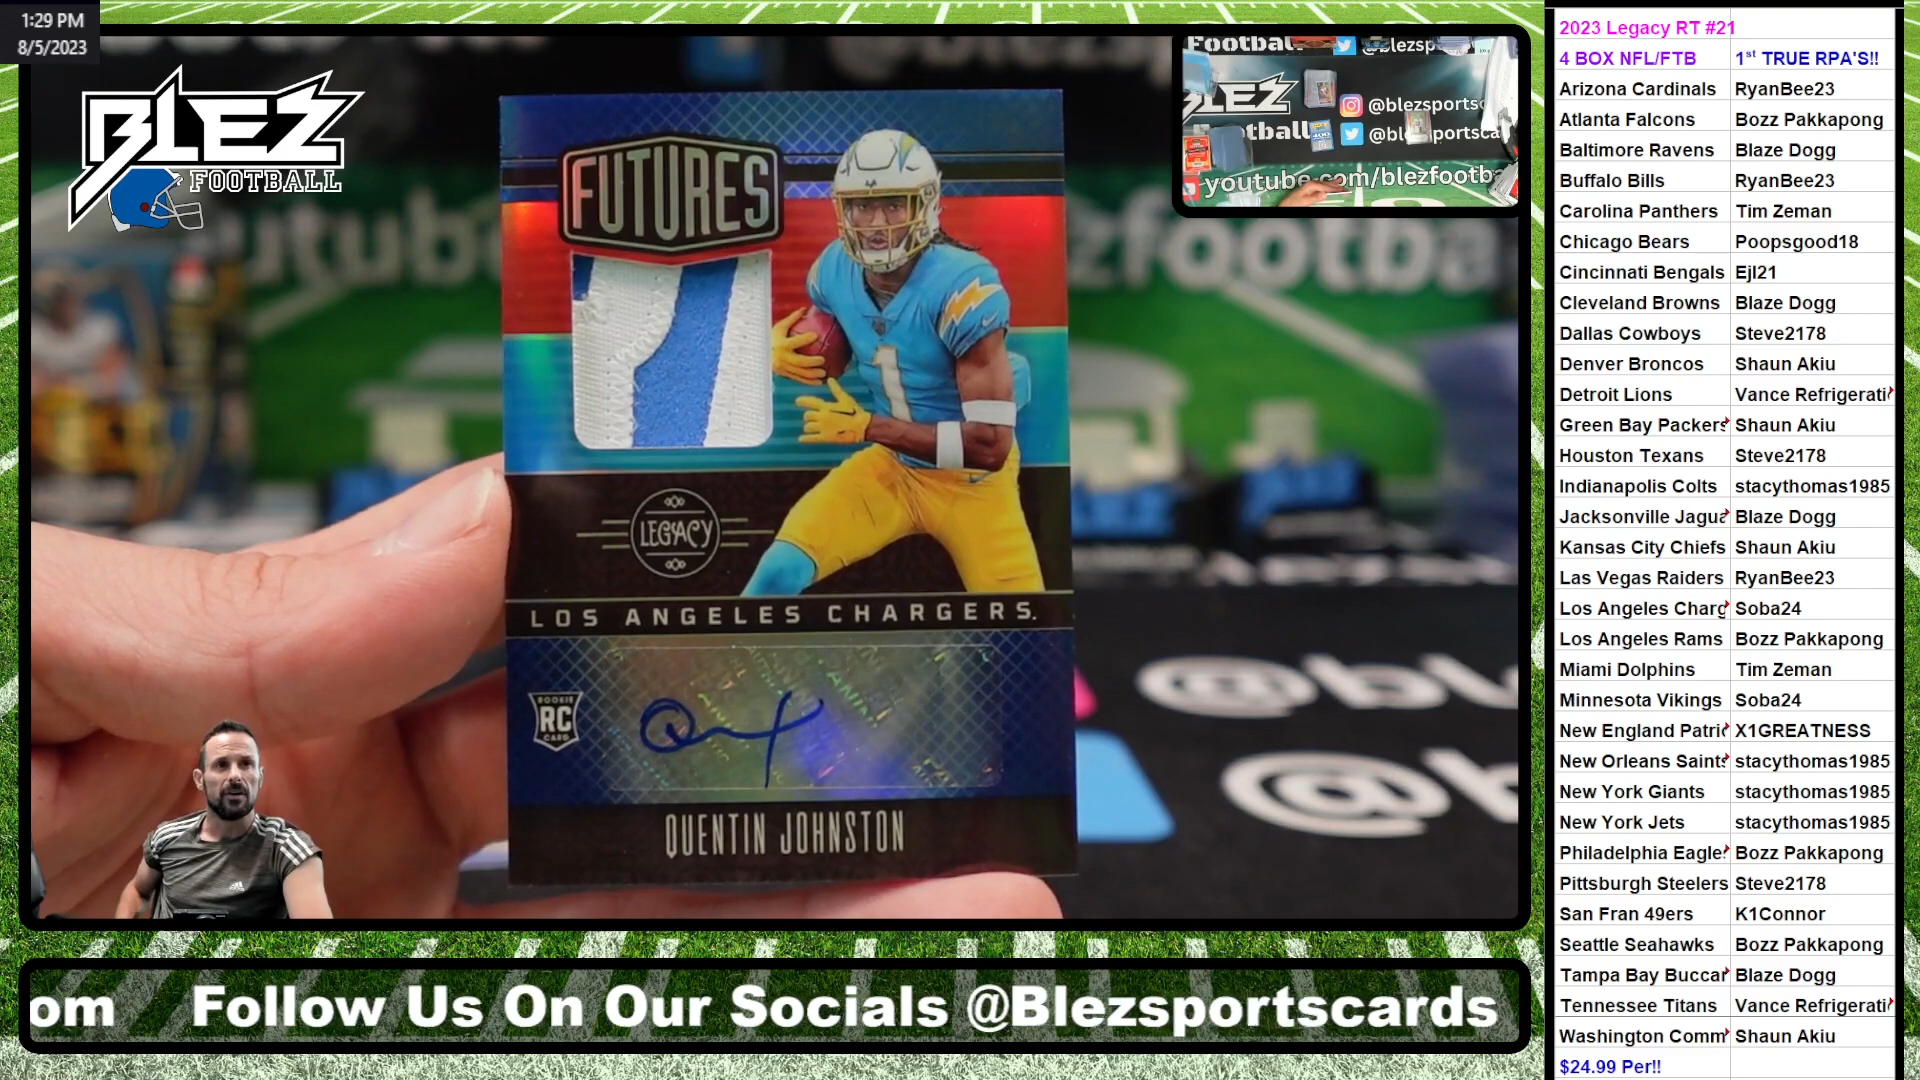 1:29 PM
8/5/2023
BLEZ
FOOTBALL
FUTURES
1
LEGACY
LOS ANGELES CHARGERS.
ROOKIE
RC
CARD
QUENTIN JOHNSTON
Football @blezsp
BLEZ @blezsports
youtube.com/blezfootb
om Follow Us On Our Socials @Blezsportscards
2023 Legacy RT #21
4 BOX NFL/FTB 1st TRUE RPA'S!!
Arizona Cardinals RyanBee23
Atlanta Falcons Bozz Pakkapong
Baltimore Ravens Blaze Dogg
Buffalo Bills RyanBee23
Carolina Panthers Tim Zeman
Chicago Bears Poopsgood18
Cincinnati Bengals Ejl21
Cleveland Browns Blaze Dogg
Dallas Cowboys Steve2178
Denver Broncos Shaun Akiu
Detroit Lions Vance Refrigerati
Green Bay Packers Shaun Akiu
Houston Texans Steve2178
Indianapolis Colts stacythomas1985
Jacksonville Jagua Blaze Dogg
Kansas City Chiefs Shaun Akiu
Las Vegas Raiders RyanBee23
Los Angeles Charg Soba24
Los Angeles Rams Bozz Pakkapong
Miami Dolphins Tim Zeman
Minnesota Vikings Soba24
New England Patric X1GREATNESS
New Orleans Saints stacythomas1985
New York Giants stacythomas1985
New York Jets stacythomas1985
Philadelphia Eagle Bozz Pakkapong
Pittsburgh Steelers Steve2178
San Fran 49ers K1Connor
Seattle Seahawks Bozz Pakkapong
Tampa Bay Buccan Blaze Dogg
Tennessee Titans Vance Refrigerati
Washington Comm Shaun Akiu
$24.99 Per!!